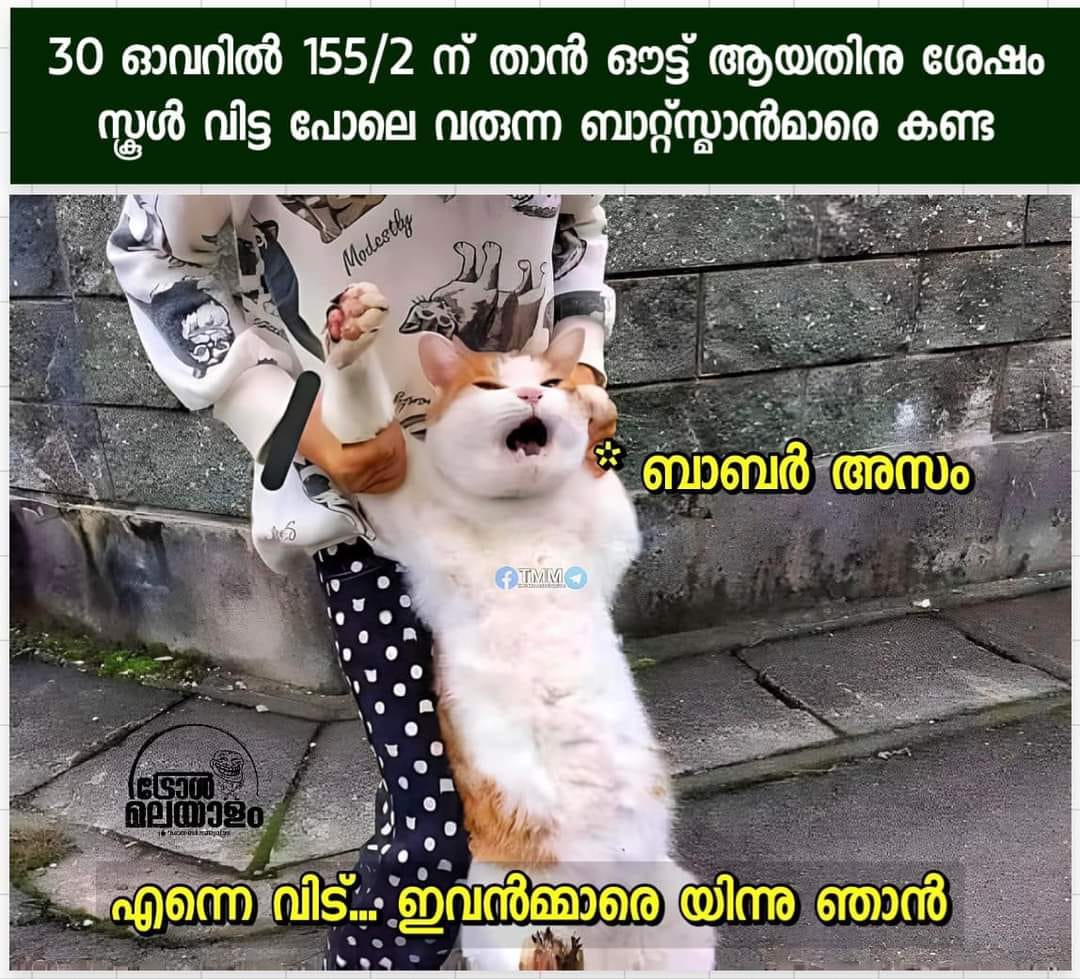 30 ഓവറിൽ 155/2 ന് താൻ ഔട്ട് ആയതിനു ശേഷം
സ്കൂൾ വിട്ട പോലെ വരുന്ന ബാറ്റ്സ്മാൻമാരെ കണ്ട
Modestly
* ബാബർ അസം
TMM
ട്രോൾ
മലയാളം
എന്നെ വിട്... ഇവൻമ്മാരെ യിന്നു ഞാൻ